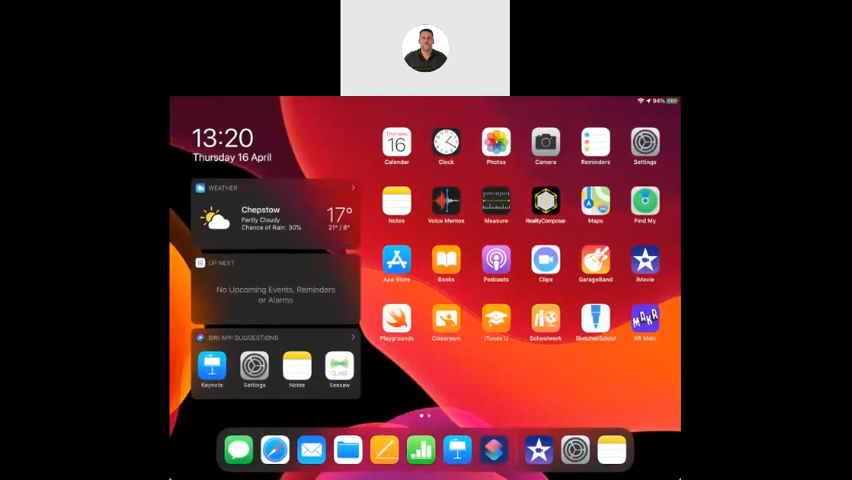 94%
13:20
Thursday 16 April
WEATHER
Chepstow
Partly Cloudy
Chance of Rain: 30%
17°
21° / 8°
UP NEXT
No Upcoming Events, Reminders
or Alarms
SIRI APP SUGGESTIONS
CLASS
Keynote Settings Notes Seesaw
Thursday
16
Calendar Clock Photos Camera Reminders Settings
Notes Voice Memos Measure RealityComposer Maps Find My
App Store Books Podcasts Clips GarageBand iMovie
MAKR
Playgrounds Classroom iTunes U Schoolwork SketchesSchool AR Makr